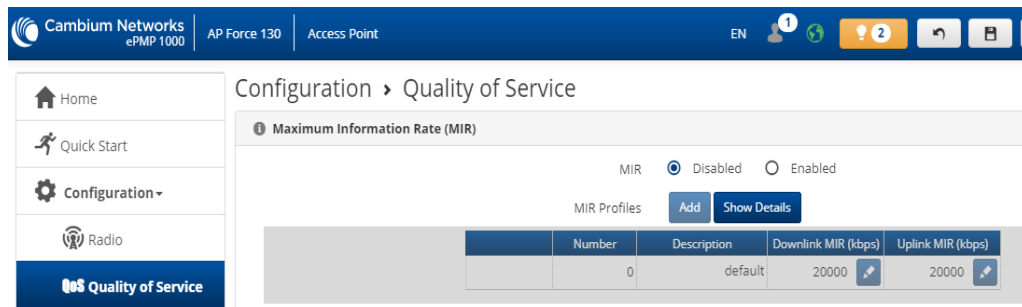 Cambium Networks
ePMP 1000
AP Force 130
Access Point
EN
1
2
Home
Quick Start
Configuration
Radio
QoS Quality of Service
Configuration › Quality of Service
Maximum Information Rate (MIR)
MIR Disabled Enabled
MIR Profiles Add Show Details
Number Description Downlink MIR (kbps) Uplink MIR (kbps)
0 default 20000 20000